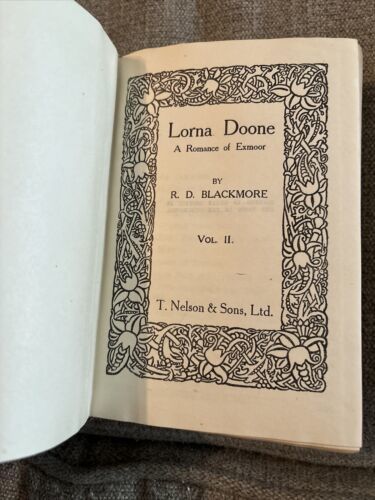 Lorna Doone
A Romance of Exmoor
BY
R. D. BLACKMORE
VOL. II.
T. Nelson & Sons, Ltd.